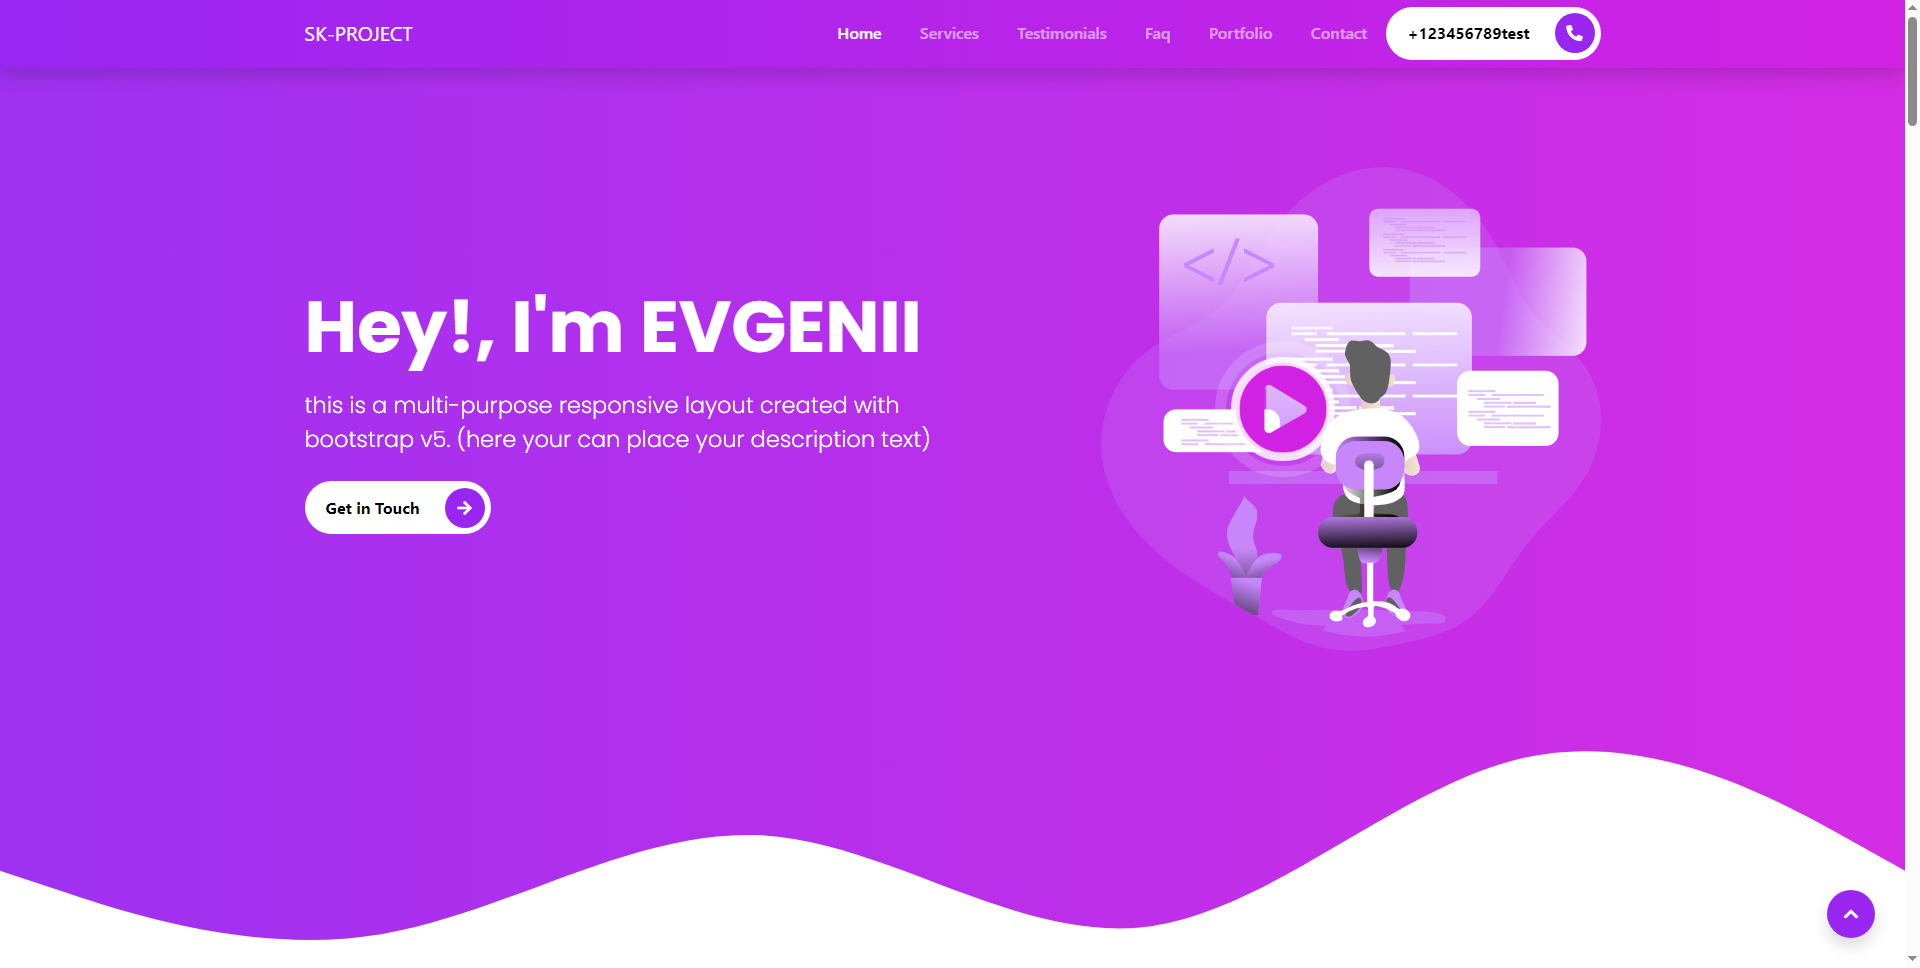 SK-PROJECT
Home Services Testimonials Faq Portfolio Contact +123456789test
</>
Hey!, I'm EVGENII
this is a multi-purpose responsive layout created with
bootstrap v5. (here your can place your description text)
Get in Touch